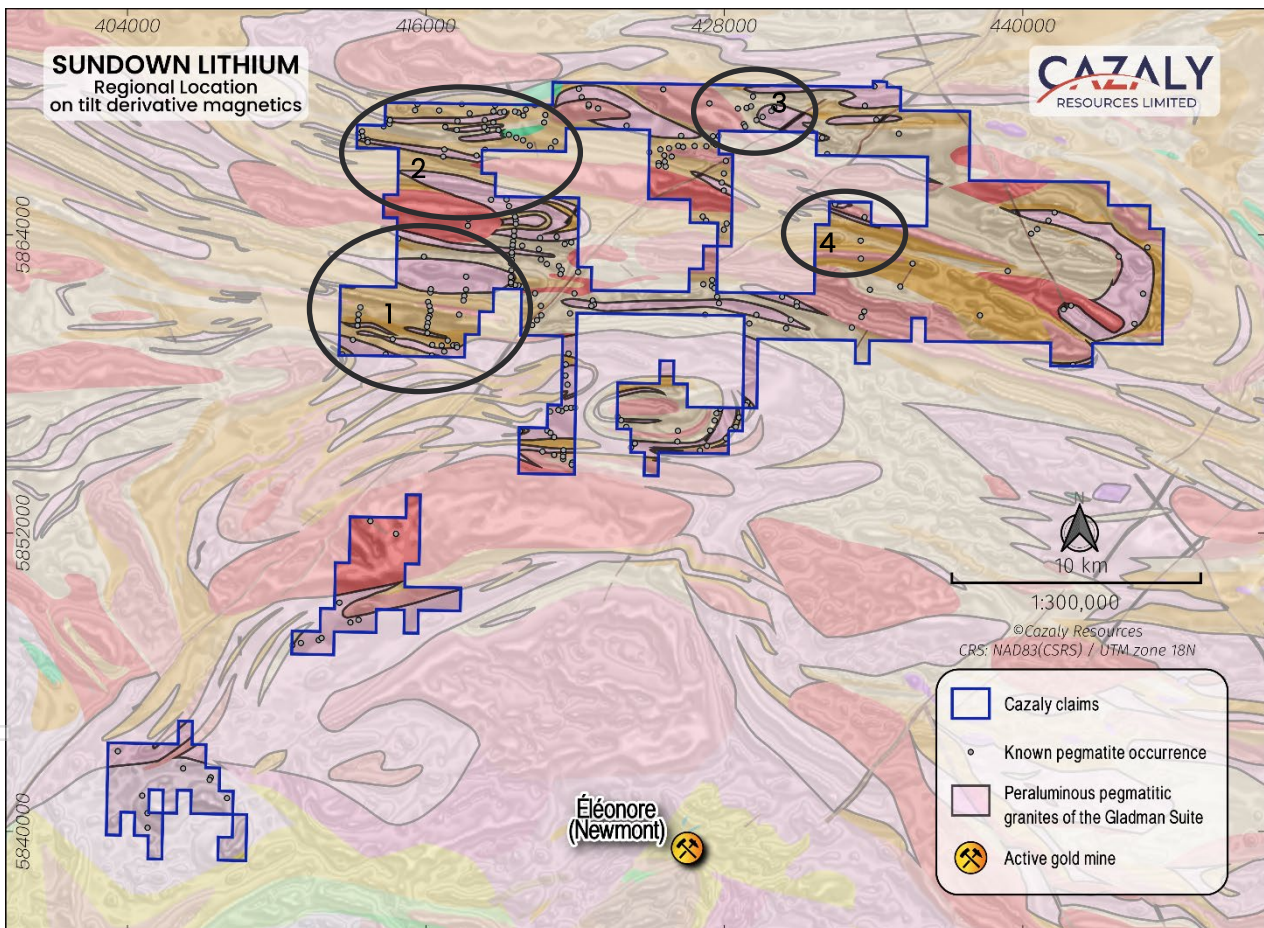 404000
416000
428000
440000
SUNDOWN LITHIUM
Regional Location
on tilt derivative magnetics
CAZALY
RESOURCES LIMITED
3
2
4
1
5864000
5852000
5840000
N
10 km
1:300,000
©Cazaly Resources
CRS: NAD83(CSRS) / UTM zone 18N
Cazaly claims
Known pegmatite occurrence
Peraluminous pegmatitic
granites of the Gladman Suite
Active gold mine
Éléonore
(Newmont)